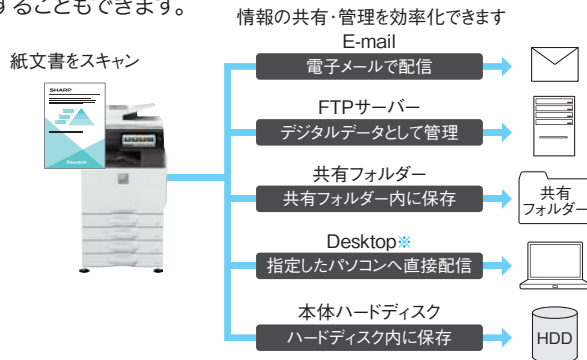 することもできます。
情報の共有・管理を効率化できます
紙文書をスキャン
SHARP
Document
E-mail
電子メールで配信
FTPサーバー
デジタルデータとして管理
共有フォルダー
共有フォルダー内に保存
共有
フォルダー
Desktop※
指定したパソコンへ直接配信
本体ハードディスク
ハードディスク内に保存
HDD